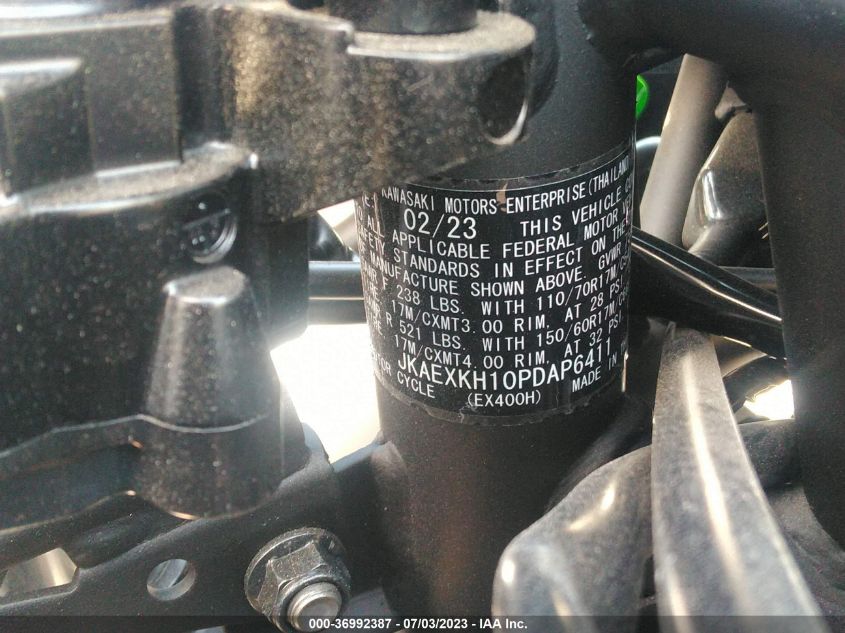 KAWASAKI MOTORS ENTERPRISE (THAILAND
02/23 THIS VEHICLE
ALL APPLICABLE FEDERAL MOTOR
STANDARDS IN EFFECT ON THE
MANUFACTURE SHOWN ABOVE. GVWR
F 238 LBS. WITH 110/70R17M/C
17M/CXMT3.00 RIM, AT 28 PSI
R 521 LBS. WITH 150/60R17M/C
17M/CXMT4.00 RIM, AT 32 PSI
JKAEXKH10PDAP6411
CYCLE (EX400H) MADE IN
000-36992387 - 07/03/2023 - IAA Inc.